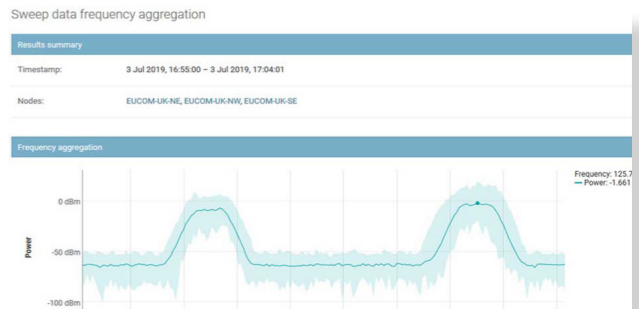 Sweep data frequency aggregation
Results summary
Timestamp: 3 Jul 2019, 16:55:00 – 3 Jul 2019, 17:04:01
Nodes: EUCOM-UK-NE, EUCOM-UK-NW, EUCOM-UK-SE
Frequency aggregation
Frequency: 125.7
Power: -1.661
0 dBm
Power
-50 dBm
-100 dBm